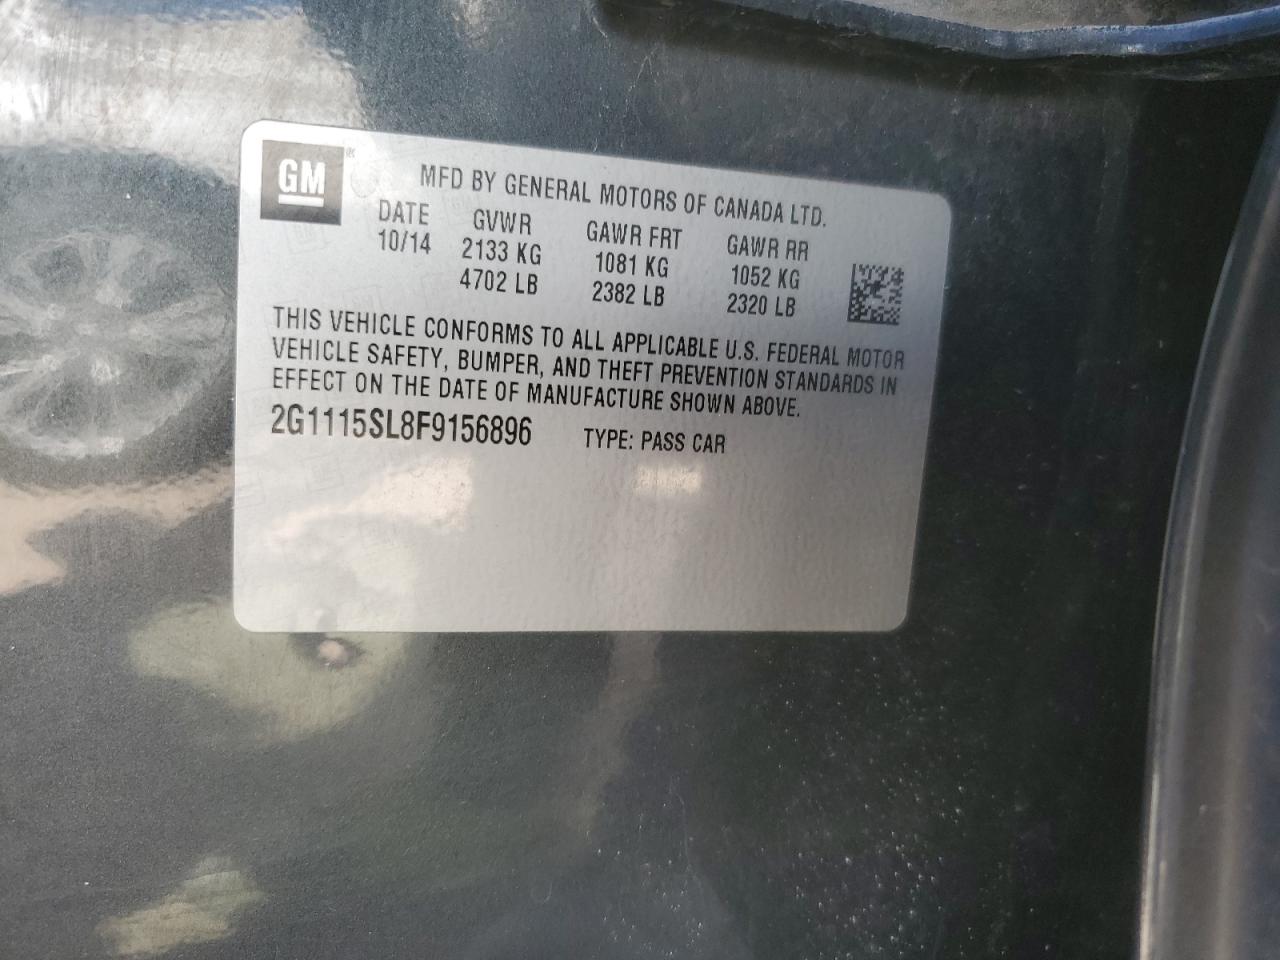 GM ®
MFD BY GENERAL MOTORS OF CANADA LTD.
DATE GVWR GAWR FRT GAWR RR
10/14 2133 KG 1081 KG 1052 KG
4702 LB 2382 LB 2320 LB
THIS VEHICLE CONFORMS TO ALL APPLICABLE U.S. FEDERAL MOTOR
VEHICLE SAFETY, BUMPER, AND THEFT PREVENTION STANDARDS IN
EFFECT ON THE DATE OF MANUFACTURE SHOWN ABOVE.
2G1115SL8F9156896 TYPE: PASS CAR